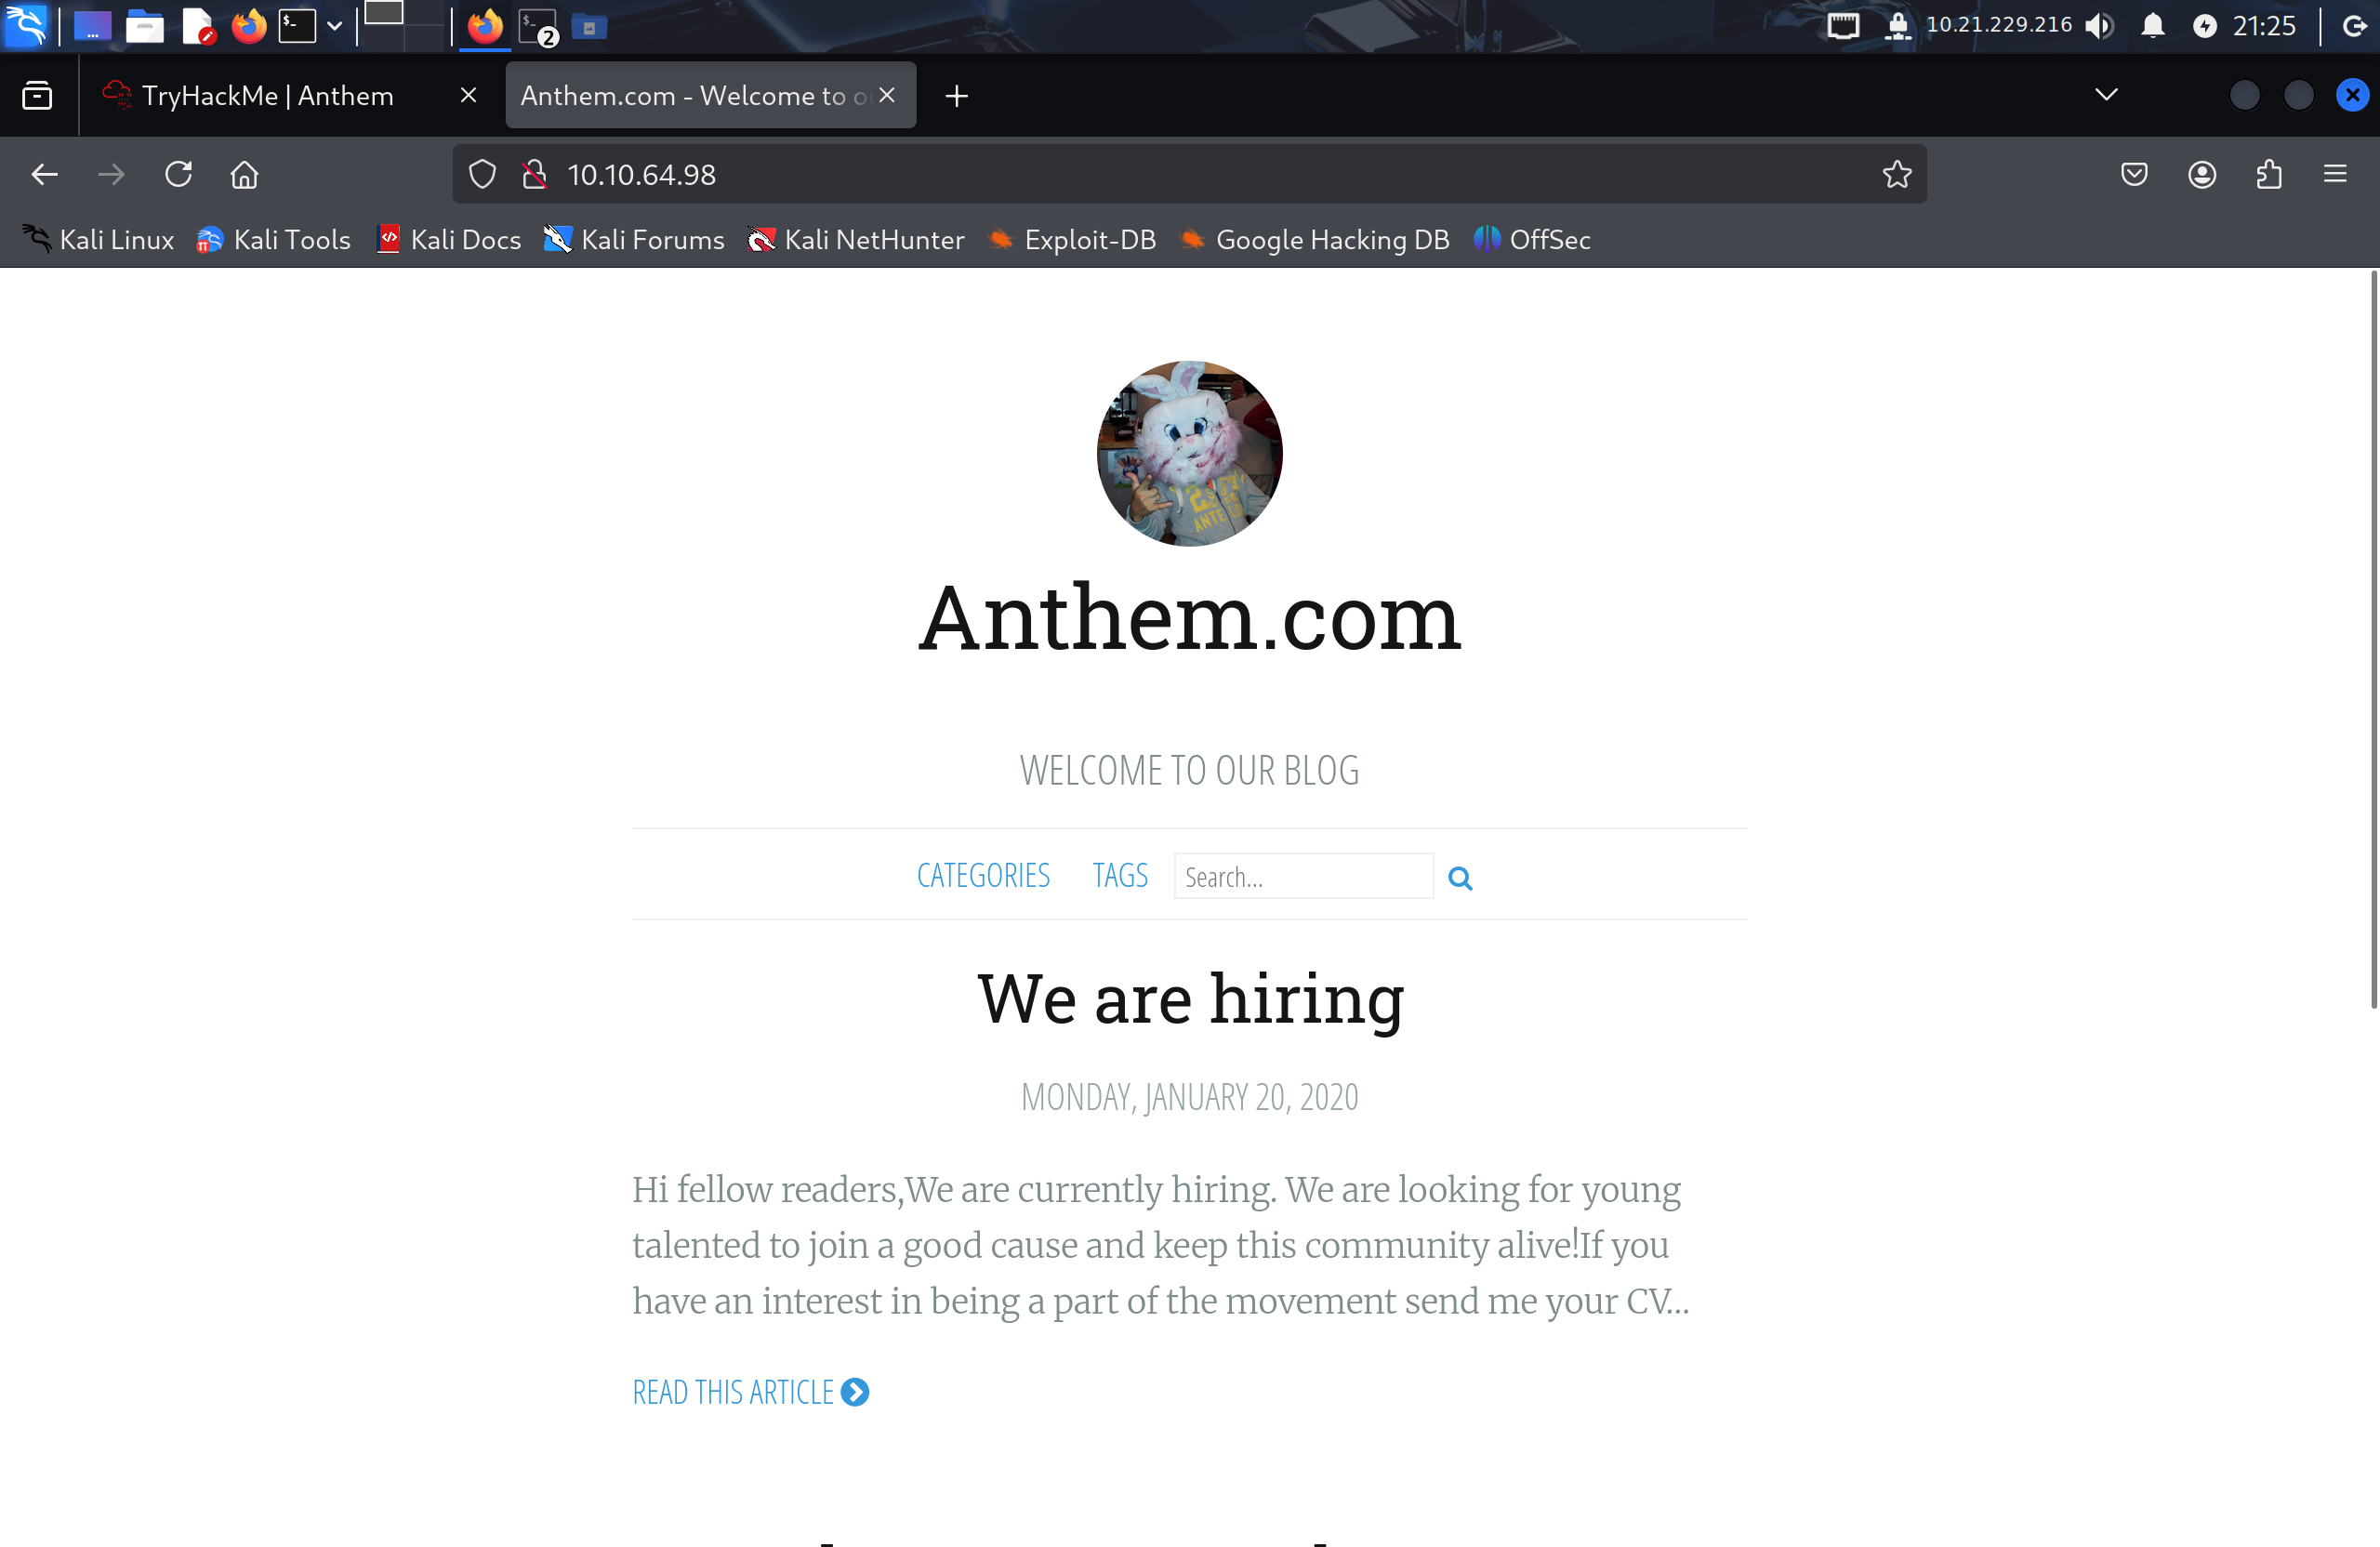 10.21.229.216 21:25
TryHackMe | Anthem
Anthem.com - Welcome to o
10.10.64.98
Kali Linux Kali Tools Kali Docs Kali Forums Kali NetHunter Exploit-DB Google Hacking DB OffSec
Anthem.com
WELCOME TO OUR BLOG
CATEGORIES TAGS Search...
We are hiring
MONDAY, JANUARY 20, 2020
Hi fellow readers,We are currently hiring. We are looking for young
talented to join a good cause and keep this community alive!If you
have an interest in being a part of the movement send me your CV...
READ THIS ARTICLE